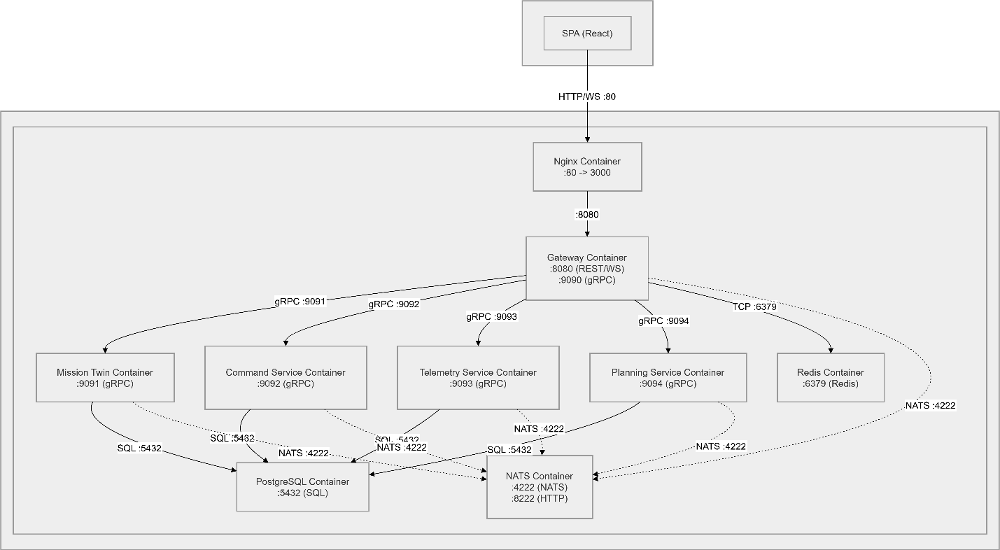 SPA (React)
HTTP/WS :80
Nginx Container
:80 -> 3000
:8080
Gateway Container
:8080 (REST/WS)
:9090 (gRPC)
gRPC :9091
gRPC :9092
gRPC :9093
gRPC :9094
TCP :6379
Mission Twin Container
:9091 (gRPC)
Command Service Container
:9092 (gRPC)
Telemetry Service Container
:9093 (gRPC)
Planning Service Container
:9094 (gRPC)
Redis Container
:6379 (Redis)
NATS :4222
NATS :4222
SQL :5432
SQL :5432
SQL :5432
NATS :4222
NATS :4222
SQL :5432
NATS :4222
PostgreSQL Container
:5432 (SQL)
NATS Container
:4222 (NATS)
:8222 (HTTP)